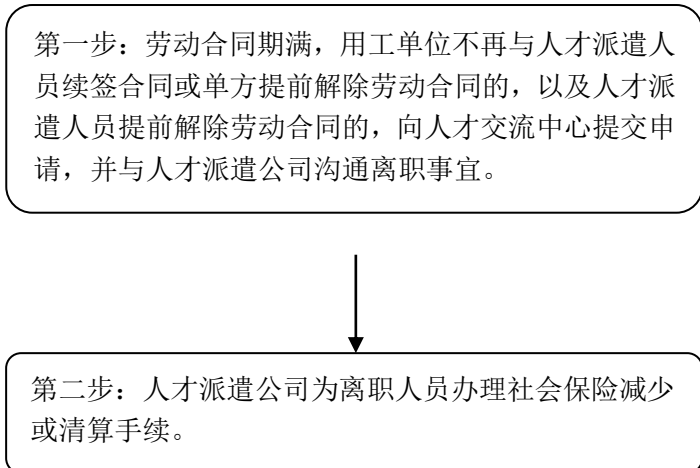 第一步：劳动合同期满，用工单位不再与人才派遣人
员续签合同或单方提前解除劳动合同的，以及人才派
遣人员提前解除劳动合同的，向人才交流中心提交申
请，并与人才派遣公司沟通离职事宜。
第二步：人才派遣公司为离职人员办理社会保险减少
或清算手续。